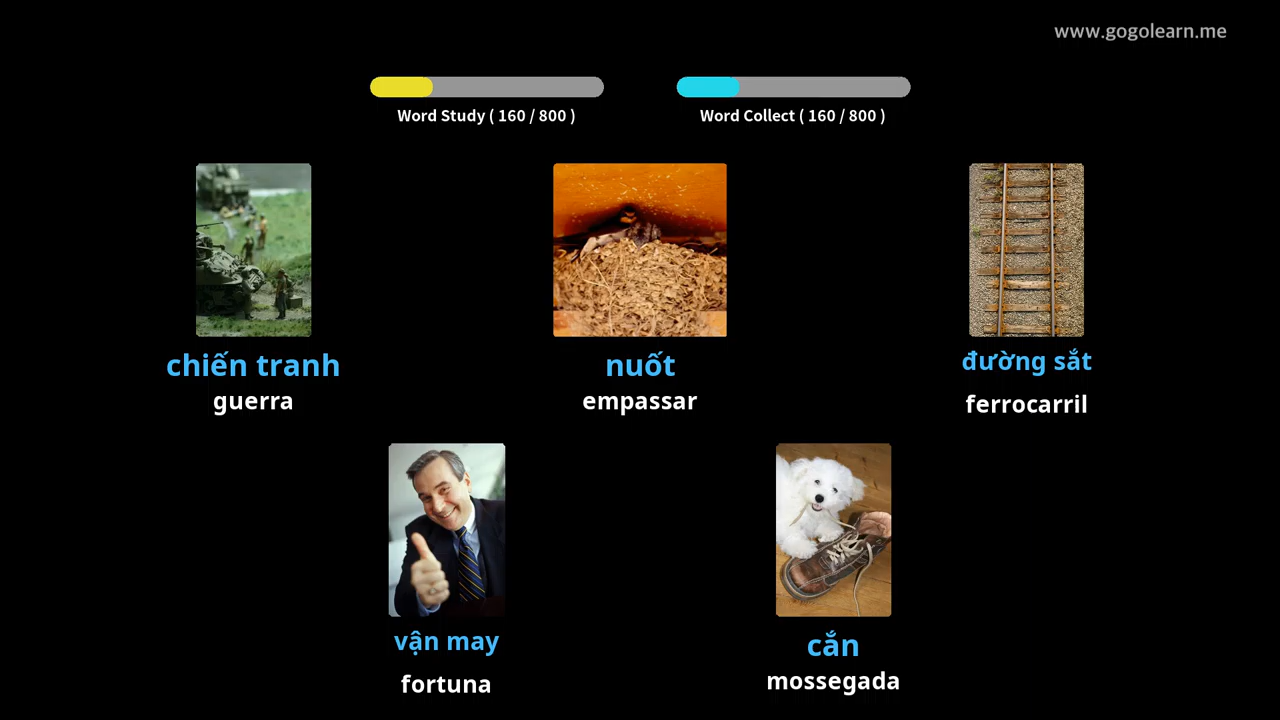 www.gogolearn.me
Word Study ( 160 / 800 )
Word Collect ( 160 / 800 )
chiến tranh
guerra
nuốt
empassar
đường sắt
ferrocarril
vận may
fortuna
cắn
mossegada